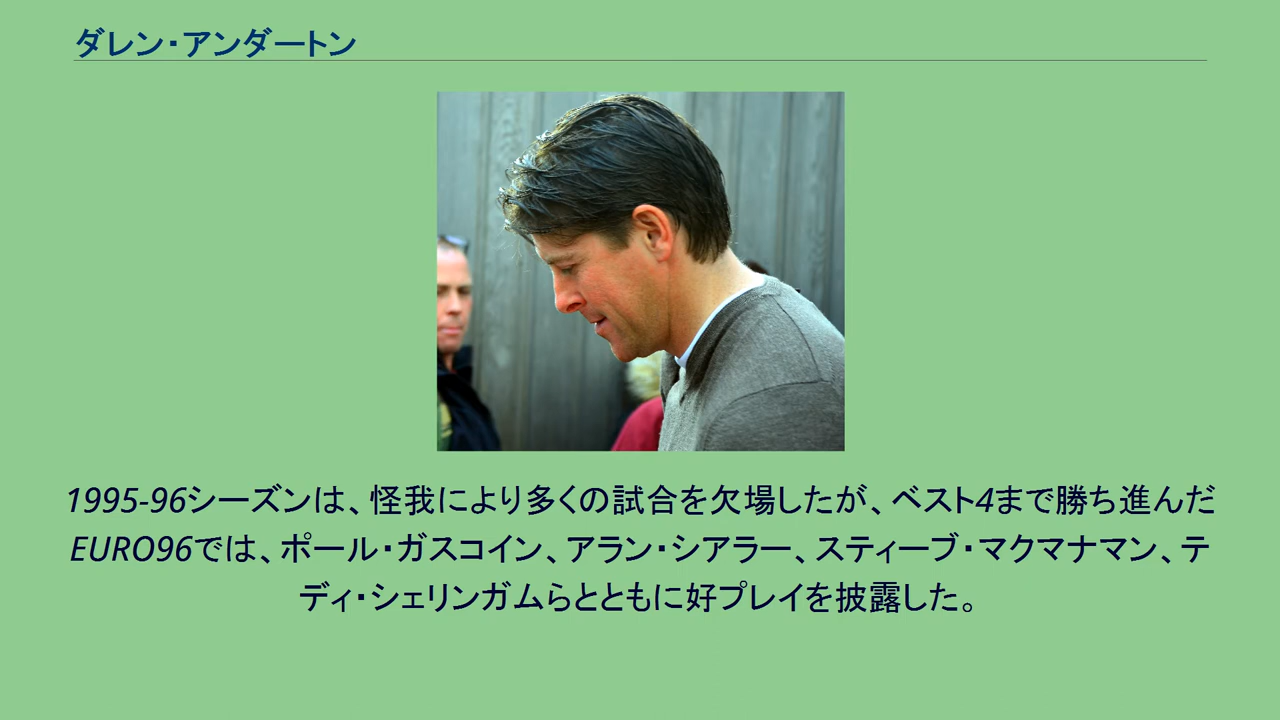 ダレン・アンダートン
1995-96シーズンは、怪我により多くの試合を欠場したが、ベスト4まで勝ち進んだ
EURO96では、ポール・ガスコイン、アラン・シアラー、スティーブ・マクマナマン、テ
ディ・シェリンガムらとともに好プレイを披露した。